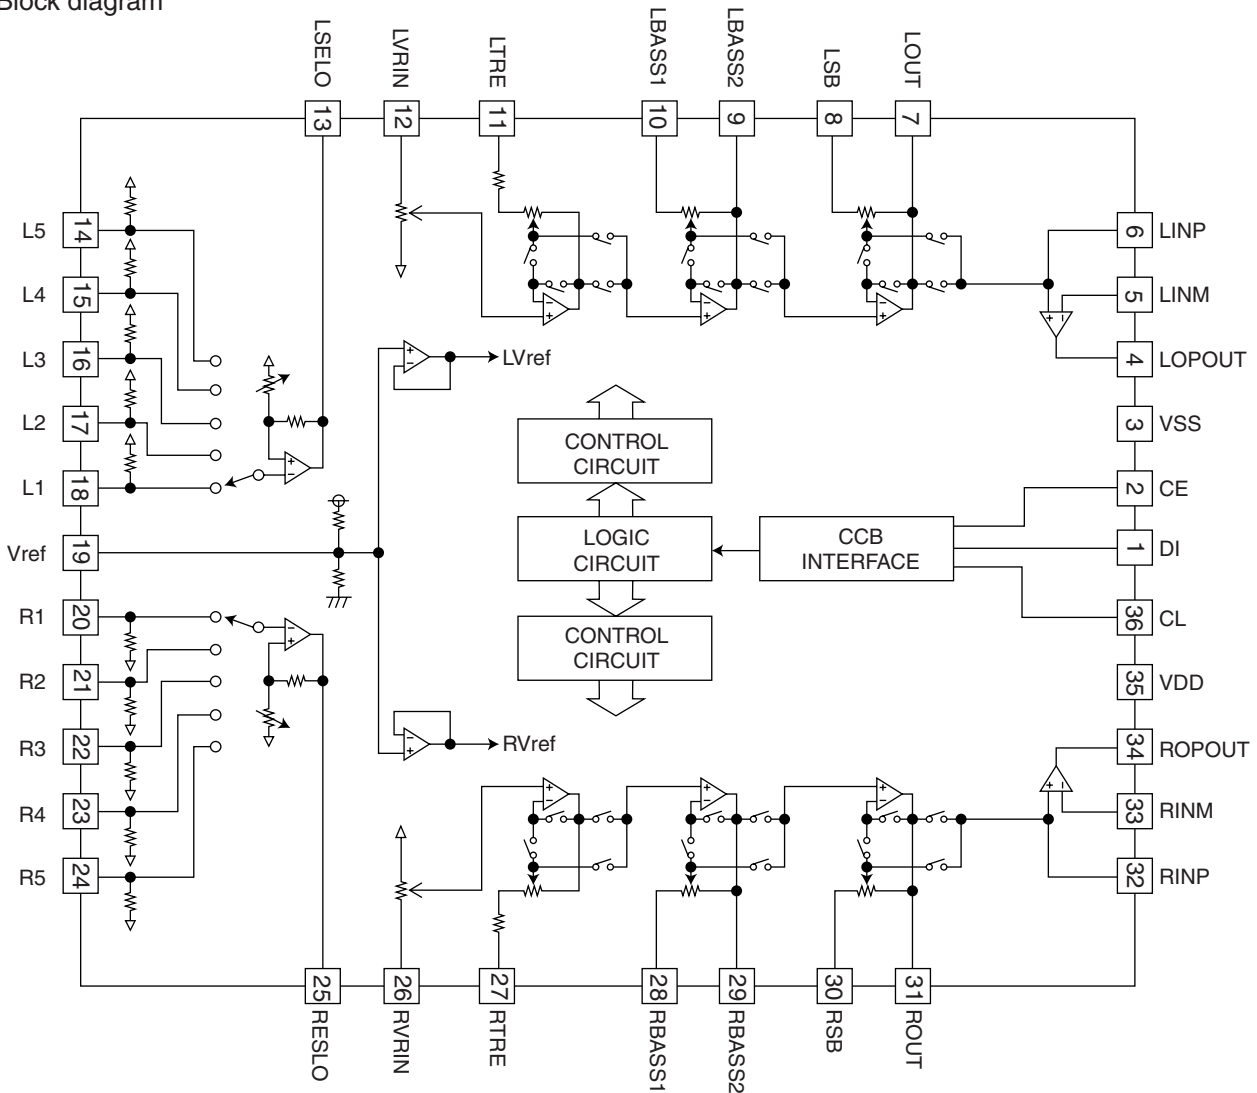 Block diagram
LSELO
LVRIN
LTRE
LBASS1
LBASS2
LSB
LOUT
13
12
11
10
9
8
7
L5
14
6
LINP
L4
15
5
LINM
L3
16
4
LOPOUT
L2
17
3
VSS
L1
18
2
CE
Vref
19
1
DI
R1
20
36
CL
R2
21
35
VDD
R3
22
34
ROPOUT
R4
23
33
RINM
R5
24
32
RINP
LVref
RVref
CONTROL
CIRCUIT
LOGIC
CIRCUIT
CCB
INTERFACE
CONTROL
CIRCUIT
+
−
+
−
+
−
+
−
+
−
+
−
+
−
+
−
+
−
+
−
+
−
+
−
25
26
27
28
29
30
31
RESLO
RVRIN
RTRE
RBASS1
RBASS2
RSB
ROUT